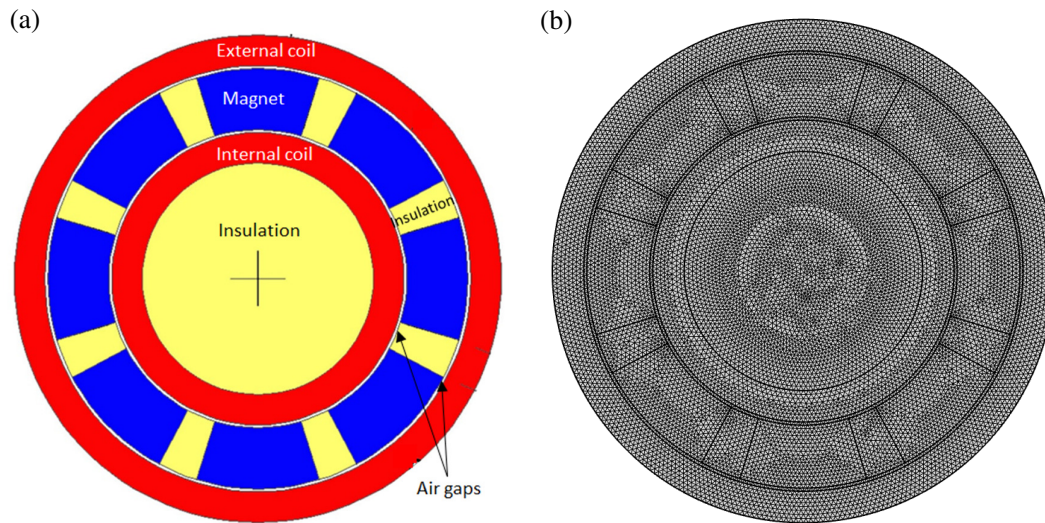 (a)
(b)
External coil
Magnet
Internal coil
Insulation
Insulation
Air gaps